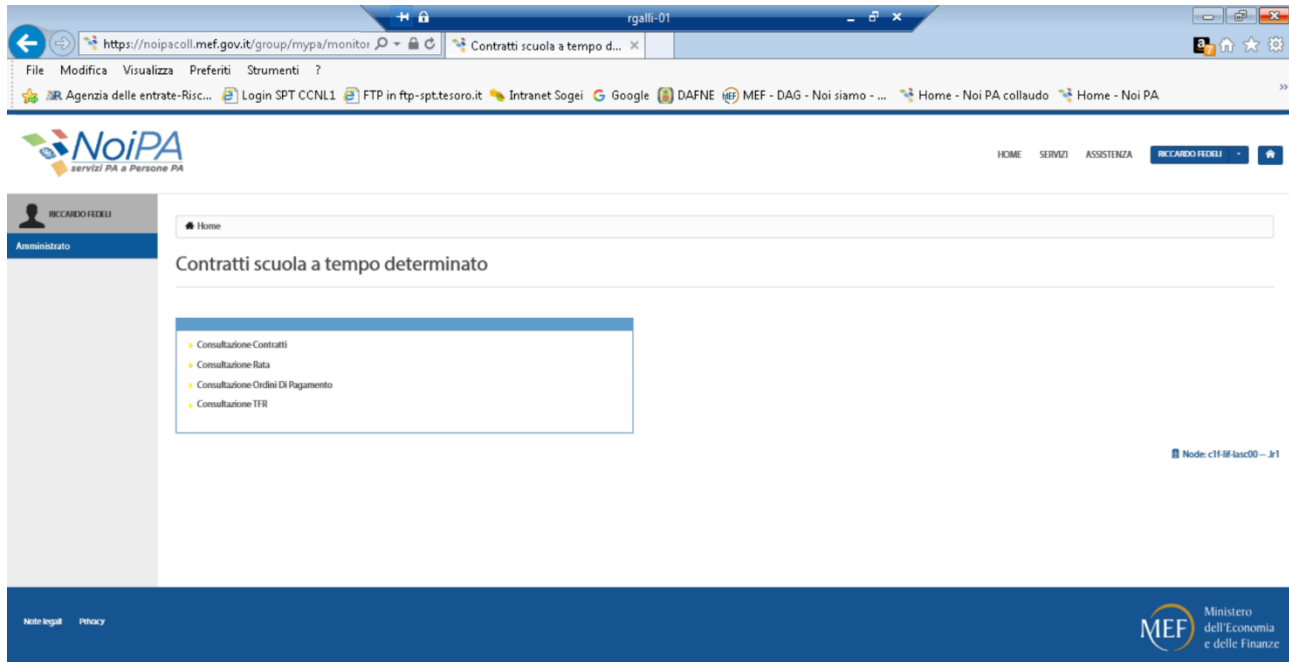 rgalli-01
https://noipacoll.mef.gov.it/group/mypa/monitor
Contratti scuola a tempo d...
File Modifica Visualizza Preferiti Strumenti ?
Agenzia delle entrate-Risc... Login SPT CCNL1 FTP in ftp-spt.tesoro.it Intranet Sogei Google DAFNE MEF - DAG - Noi siamo - ... Home - Noi PA collaudo Home - Noi PA
NoiPA
servizi PA a Persone PA
HOME SERVIZI ASSISTENZA RICCARDO FEDELI
RICCARDO FEDELI
Home
Amministrato
Contratti scuola a tempo determinato
Consultazione Contratti
Consultazione Rata
Consultazione Ordini Di Pagamento
Consultazione TFR
Node: c1f-lif-lasc00 -- .lr1
Note legali Privacy
MEF
Ministero
dell'Economia
e delle Finanze